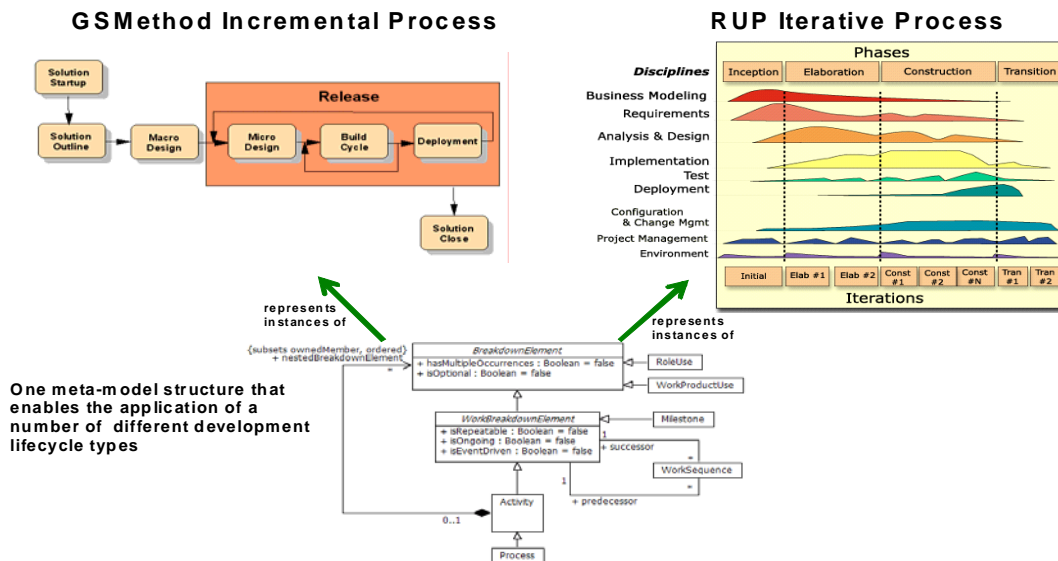 GSMethod Incremental Process
RUP Iterative Process
Solution
Startup
Solution
Outline
Macro
Design
Release
Micro
Design
Build
Cycle
Deployment
Solution
Close
Phases
Disciplines
Inception
Elaboration
Construction
Transition
Business Modeling
Requirements
Analysis & Design
Implementation
Test
Deployment
Configuration
& Change Mgmt
Project Management
Environment
Initial
Elab #1
Elab #2
Const
#1
Const
#2
Const
#N
Tran
#1
Tran
#2
Iterations
represents
instances of
represents
instances of
One meta-model structure that
enables the application of a
number of different development
lifecycle types
{subsets ownedMember, ordered}
+ nestedBreakdownElement
*
BreakdownElement
+ hasMultipleOccurrences : Boolean = false
+ isOptional : Boolean = false
RoleUse
WorkProductUse
WorkBreakdownElement
+ isRepeatable : Boolean = false
+ isOngoing : Boolean = false
+ isEventDriven : Boolean = false
Milestone
1
+ successor
*
WorkSequence
*
1
+ predecessor
Activity
0..1
Process